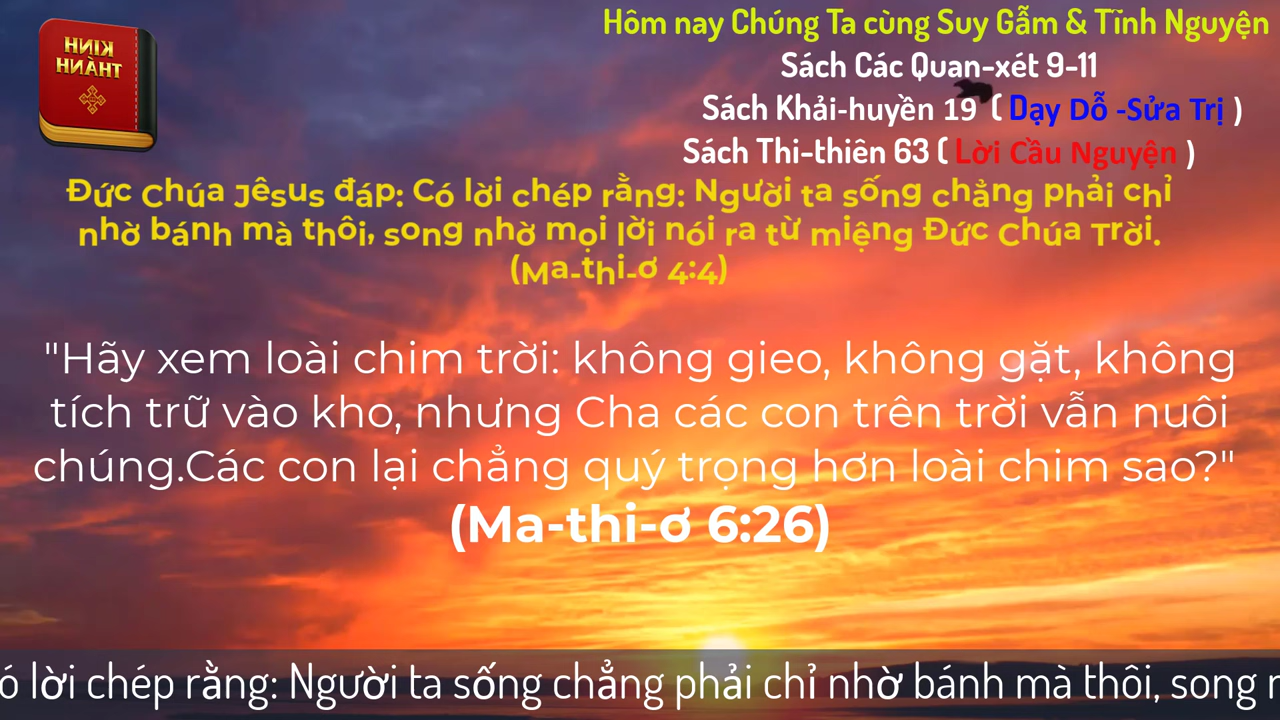 KINH
THÁNH
Hôm nay Chúng Ta cùng Suy Gẫm & Tĩnh Nguyện
Sách Các Quan-xét 9-11
Sách Khải-huyền 19 ( Dạy Dỗ -Sửa Trị )
Sách Thi-thiên 63 ( Lời Cầu Nguyện )
Đức Chúa Jêsus đáp: Có lời chép rằng: Người ta sống chẳng phải chỉ
nhờ bánh mà thôi, song nhờ mọi lời nói ra từ miệng Đức Chúa Trời.
(Ma-thi-ơ 4:4)
"Hãy xem loài chim trời: không gieo, không gặt, không
tích trữ vào kho, nhưng Cha các con trên trời vẫn nuôi
chúng.Các con lại chẳng quý trọng hơn loài chim sao?"
(Ma-thi-ơ 6:26)
ó lời chép rằng: Người ta sống chẳng phải chỉ nhờ bánh mà thôi, song